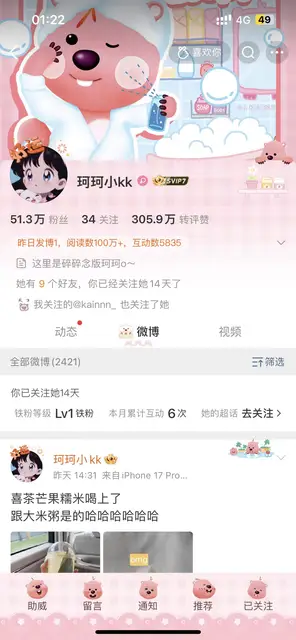 01:22
4G 49
喜欢你
珂珂小kk
SVIP7
51.3万 粉丝 34 关注 305.9万 转评赞
昨日发博1，阅读数100万+，互动数5835
这里是碎碎念版珂珂o～
她有 9 个好友，你已经关注她14天了
我关注的@kainnn_ 也关注了她
动态 微博 视频
全部微博 (2421) 筛选
你已关注她14天
铁粉等级 Lv1 铁粉 本月累计互动 6 次 她的超话 去关注
珂珂小kk
昨天 14:31 来自iPhone 17 Pro...
喜茶芒果糯米喝上了
跟大米粥是的哈哈哈哈哈哈
omg
助威 留言 通知 推荐 已关注